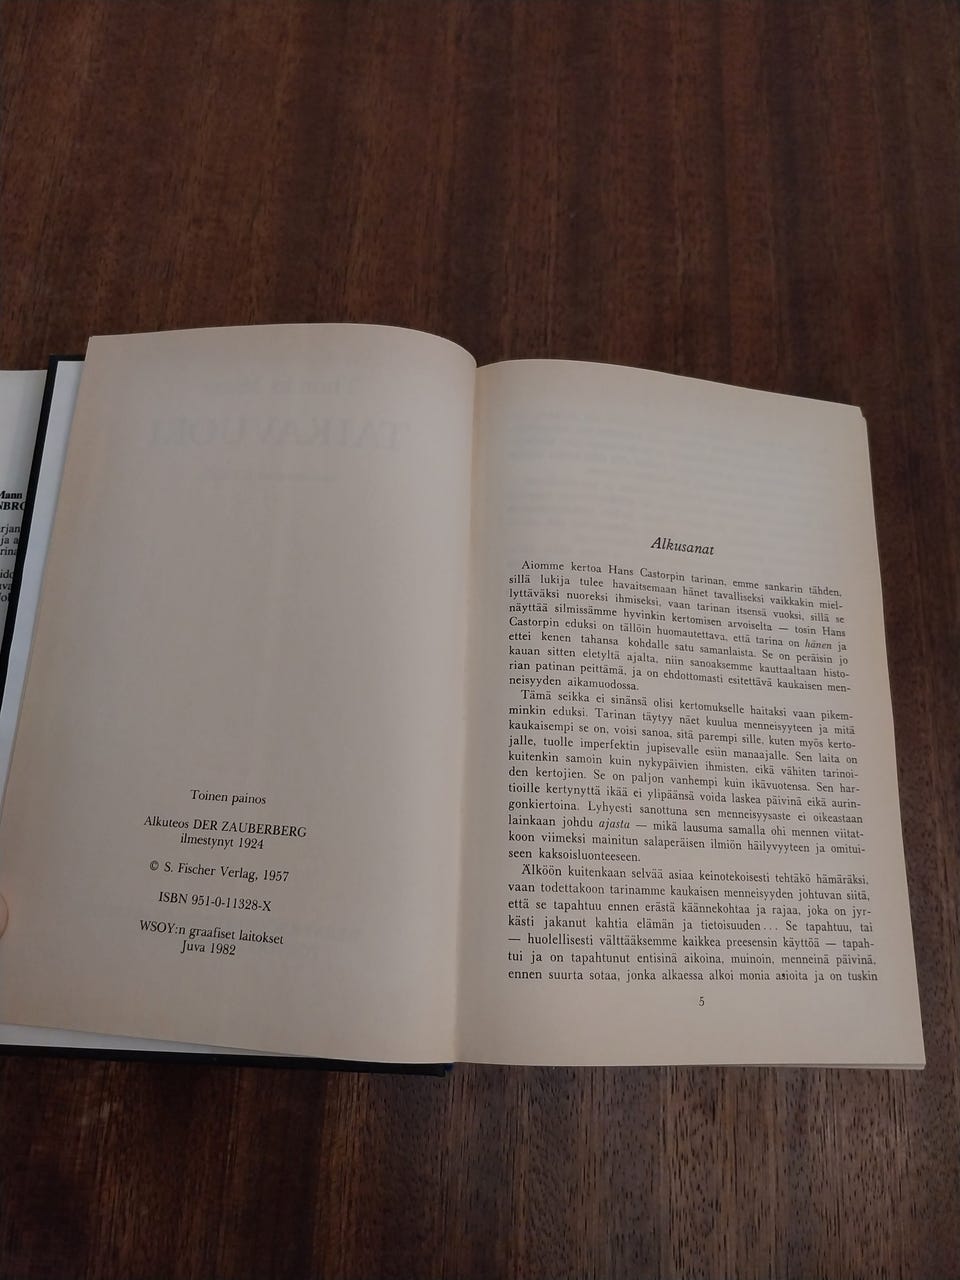 Mann
Toinen painos
Alkuteos DER ZAUBERBERG
ilmestynyt 1924
© S. Fischer Verlag, 1957
ISBN 951-0-11328-X
WSOY:n graafiset laitokset
Juva 1982
Alkusanat
Aiomme kertoa Hans Castorpin tarinan, emme sankarin tähden,
sillä lukija tulee havaitsemaan hänet tavalliseksi vaikkakin miel-
lyttäväksi nuoreksi ihmiseksi, vaan tarinan itsensä vuoksi, sillä se
näyttää silmissämme hyvinkin kertomisen arvoiselta — tosin Hans
Castorpin eduksi on tällöin huomautettava, että tarina on hänen ja
ettei kenen tahansa kohdalle satu samanlaista. Se on peräisin jo
kauan sitten eletyltä ajalta, niin sanoaksemme kauttaaltaan histo-
rian patinan peittämä, ja on ehdottomasti esitettävä kaukaisen men-
neisyyden aikamuodossa.
Tämä seikka ei sinänsä olisi kertomukselle haitaksi vaan pikem-
minkin eduksi. Tarinan täytyy näet kuulua menneisyyteen ja mitä
kaukaisempi se on, voisi sanoa, sitä parempi sille, kuten myös kerto-
jalle, tuolle imperfektin jupisevalle esiin manaajalle. Sen laita on
kuitenkin samoin kuin nykypäivien ihmisten, eikä vähiten tarinoi-
den kertojien. Se on paljon vanhempi kuin ikävuotensa. Sen har-
tioille kertynyttä ikää ei ylipäänsä voida laskea päivinä eikä aurin-
gonkiertoina. Lyhyesti sanottuna sen menneisyysaste ei oikeastaan
lainkaan johdu ajasta — mikä lausuma samalla ohi mennen viitat-
koon viimeksi mainitun salaperäisen ilmiön häilyvyyteen ja omitui-
seen kaksoisluonteeseen.
Älköön kuitenkaan selvää asiaa keinotekoisesti tehtäkö hämäräksi,
vaan todettakoon tarinamme kaukaisen menneisyyden johtuvan siitä,
että se tapahtuu ennen erästä käännekohtaa ja rajaa, joka on jyr-
kästi jakanut kahtia elämän ja tietoisuuden... Se tapahtuu, tai
— huolellisesti välttääksemme kaikkea preesensin käyttöä — tapah-
tui ja on tapahtunut entisinä aikoina, muinoin, menneinä päivinä,
ennen suurta sotaa, jonka alkaessa alkoi monia asioita ja on tuskin
5